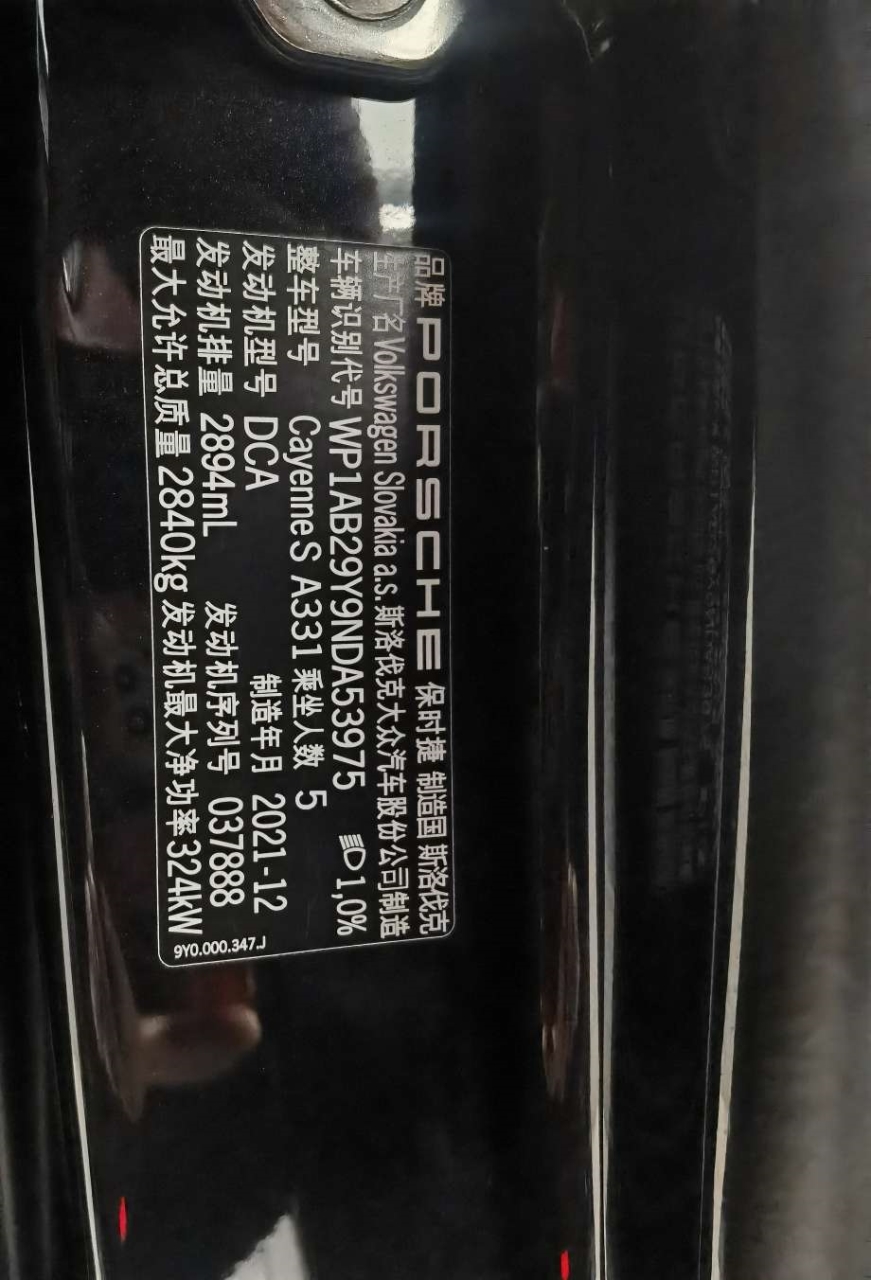 品牌 PORSCHE 保时捷 制造国 斯洛伐克
生产厂名 Volkswagen Slovakia a.s. 斯洛伐克大众汽车股份公司制造
车辆识别代号 WP1AB29Y9NDA53975 1,0%
整车型号 Cayenne S A331 乘坐人数 5
发动机型号 DCA 制造年月 2021-12
发动机排量 2894mL 发动机序列号 037888
最大允许总质量 2840kg 发动机最大净功率 324kW
9Y0.000.347.J